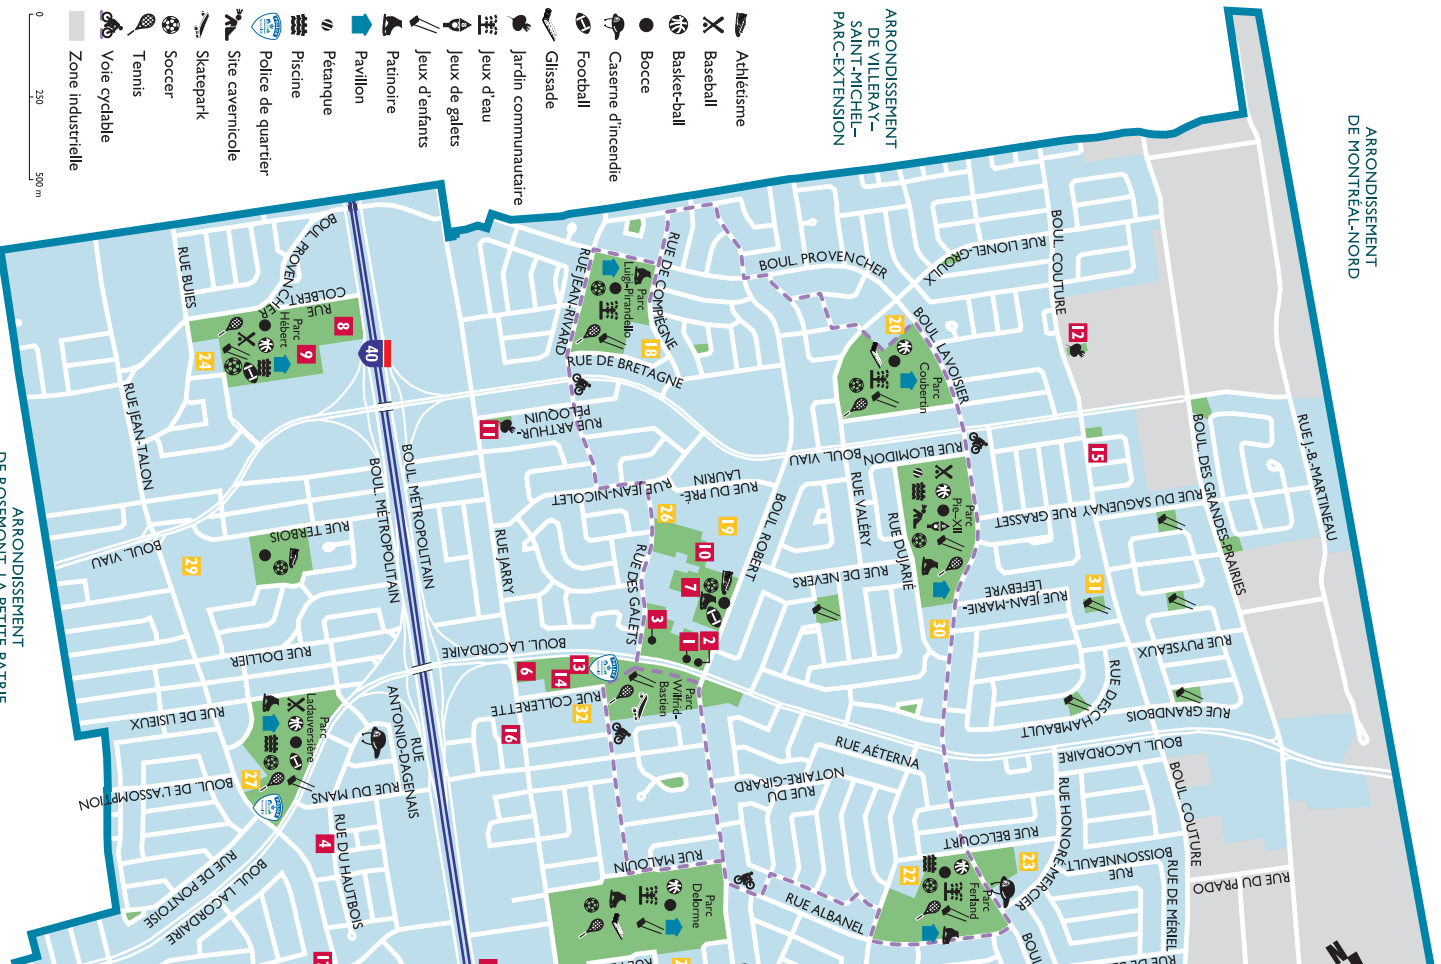 ARRONDISSEMENT
DE MONTRÉAL-NORD
ARRONDISSEMENT
DE VILLERAY–
SAINT-MICHEL–
PARC-EXTENSION
Athlétisme
Baseball
Basket-ball
Bocce
Caserne d'incendie
Football
Glissade
Jardin communautaire
Jeux d'eau
Jeux de galets
Jeux d'enfants
Patinoire
Pavillon
Pétanque
Piscine
Police de quartier
Site cavernicole
Skatepark
Soccer
Tennis
Voie cyclable
Zone industrielle
0
250
500 m
RUE J.-B.-MARTINEAU
BOUL. DES GRANDES-PRAIRIES
BOUL. COUTURE
RUE LIONEL-GROULX
BOUL. PROVENCHER
BOUL. LAVOISIER
12
20
Parc
Coubertin
15
RUE DU SAGUENAY
RUE GRASSET
RUE BLOMIDON
BOUL. VIAU
RUE VALÉRY
RUE DUJARIÉ
Parc
Pie-XII
RUE JEAN-MARIE-
LEFEBVRE
31
30
RUE PUYSEAUX
RUE GRANDBOIS
RUE DESCHAMBAULT
BOUL. LACORDAIRE
BOUL. COUTURE
RUE HONORÉ-MERCIER
RUE
BOISSONNEAULT
RUE DE MÉRIEL
RUE DU PRADO
RUE BELCOURT
23
22
Parc
Ferland
BOUL
RUE ALBANEL
RUE AÉTERNA
RUE DU
NOTAIRE-GIRARD
RUE MALOUIN
Parc
Delorme
RUE DE COMPIÈGNE
RUE JEAN-RIVARD
Parc
Luigi-Pirandello
18
RUE DE BRETAGNE
RUE ARTHUR-
PÉLOQUIN
11
RUE JEAN-NICOLET
RUE DU PRÉ-
LAURIN
BOUL. ROBERT
RUE DE NEVERS
26
19
10
7
3
1
2
RUE DES GALETS
RUE JARRY
BOUL. LACORDAIRE
13
14
6
RUE COLLERETTE
32
16
Parc
Wilfrid-
Bastien
BOUL. PROVENCHER
RUE BUIES
RUE
COLBERT
Parc
Hébert
8
9
24
40
BOUL. MÉTROPOLITAIN
BOUL. MÉTROPOLITAIN
RUE JEAN-TALON
BOUL. VIAU
29
RUE TERBOIS
RUE DOLLIER
RUE DE LISIEUX
Parc
Ladauversière
27
BOUL. DE L'ASSOMPTION
RUE
ANTONIO-DAGENAIS
RUE DU MANS
4
RUE DU HAUTBOIS
RUE DE PONTOISE
BOUL. LACORDAIRE
ARRONDISSEMENT
DE ROSEMONT–LA PETITE-PATRIE